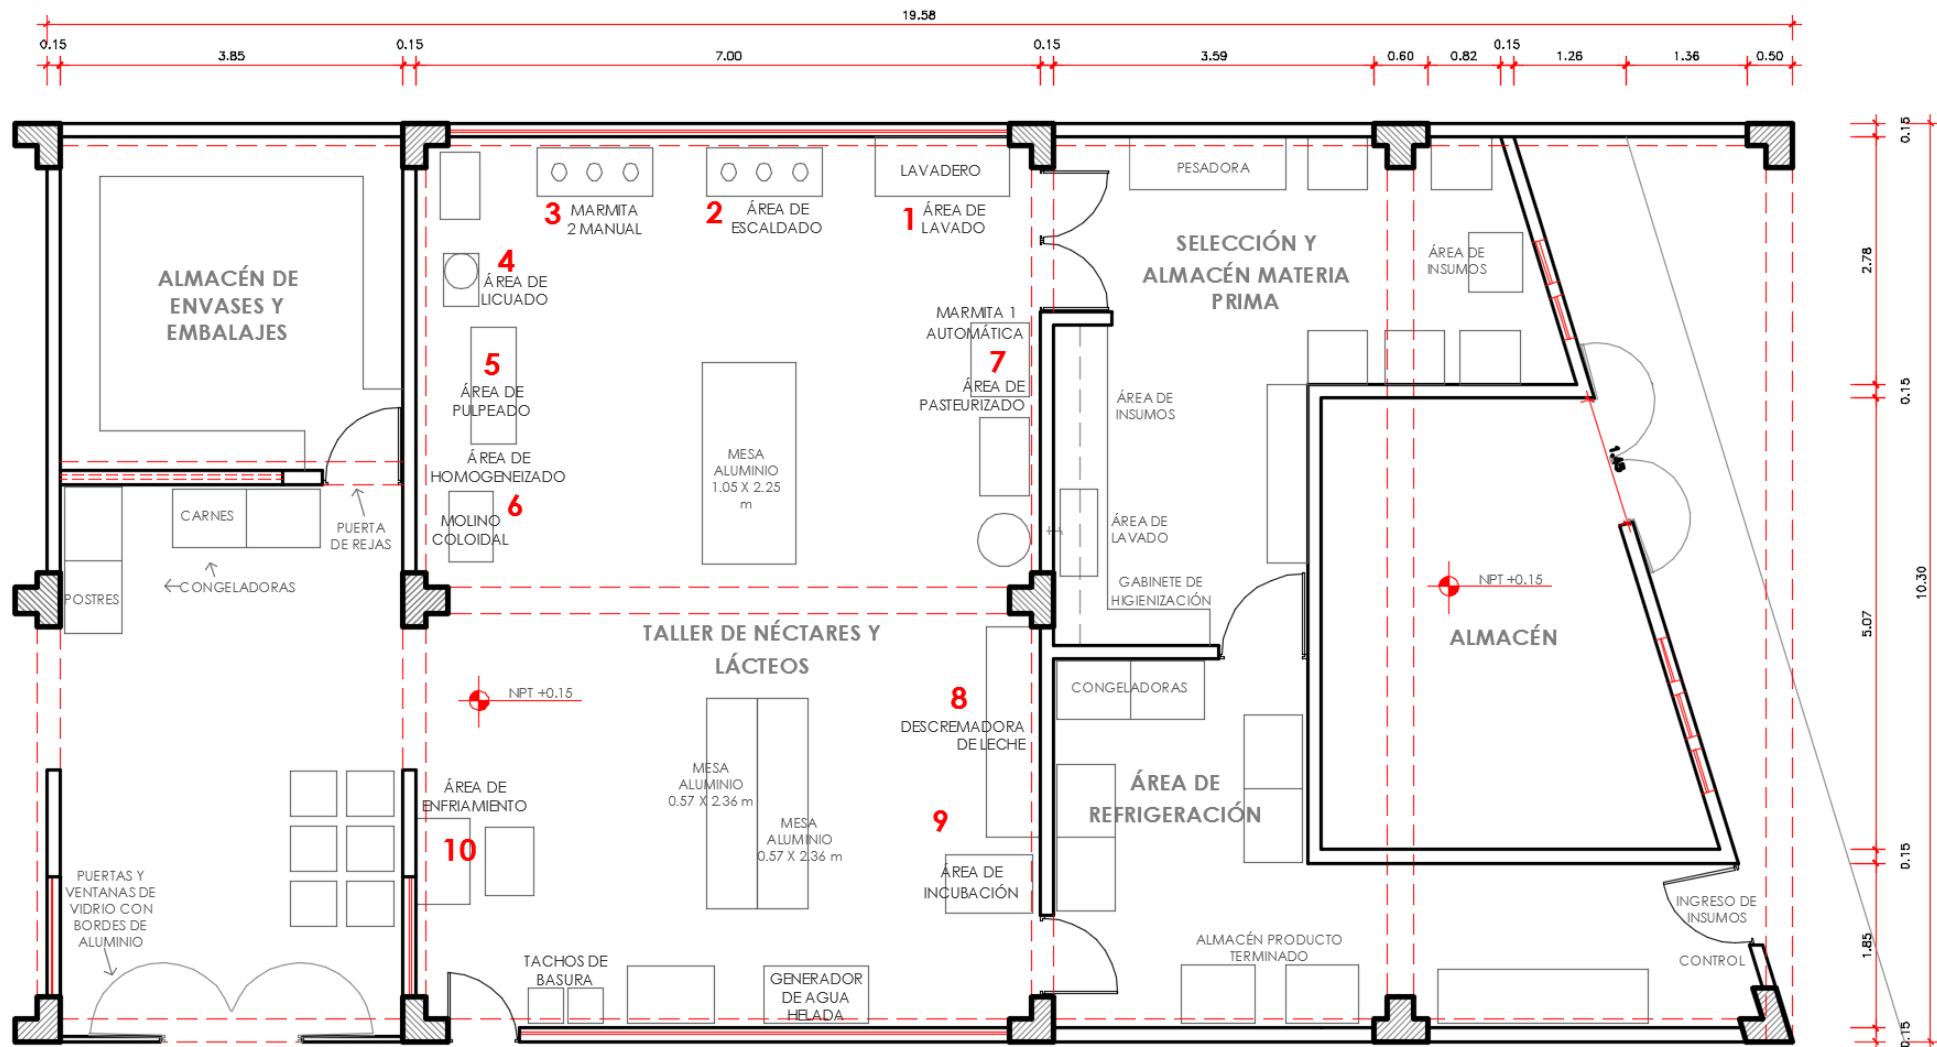 19.58
0.15
3.85
0.15
7.00
0.15
3.59
0.60
0.82
0.15
1.26
1.36
0.50
0.15
2.78
0.15
5.07
0.15
1.85
0.15
10.30
1.45
ALMACÉN DE
ENVASES Y
EMBALAJES
CARNES
PUERTA
DE REJAS
CONGELADORAS
POSTRES
PUERTAS Y
VENTANAS DE
VIDRIO CON
BORDES DE
ALUMINIO
3 MARMITA
2 MANUAL
2 ÁREA DE
ESCALDADO
LAVADERO
1 ÁREA DE
LAVADO
4
ÁREA DE
LICUADO
5
ÁREA DE
PULPEADO
ÁREA DE
HOMOGENEIZADO
6
MOLINO
COLOIDAL
MARMITA 1
AUTOMÁTICA
7
ÁREA DE
PASTEURIZADO
MESA
ALUMINIO
1.05 X 2.25
m
TALLER DE NÉCTARES Y
LÁCTEOS
NPT +0.15
8
DESCREMADORA
DE LECHE
MESA
ALUMINIO
0.57 X 2.36 m
MESA
ALUMINIO
0.57 X 2.36 m
9
ÁREA DE
INCUBACIÓN
ÁREA DE
ENFRIAMIENTO
10
TACHOS DE
BASURA
GENERADOR
DE AGUA
HELADA
PESADORA
SELECCIÓN Y
ALMACÉN MATERIA
PRIMA
ÁREA DE
INSUMOS
ÁREA DE
INSUMOS
ÁREA DE
LAVADO
GABINETE DE
HIGIENIZACIÓN
CONGELADORAS
ÁREA DE
REFRIGERACIÓN
NPT +0.15
ALMACÉN
ALMACÉN PRODUCTO
TERMINADO
INGRESO DE
INSUMOS
CONTROL